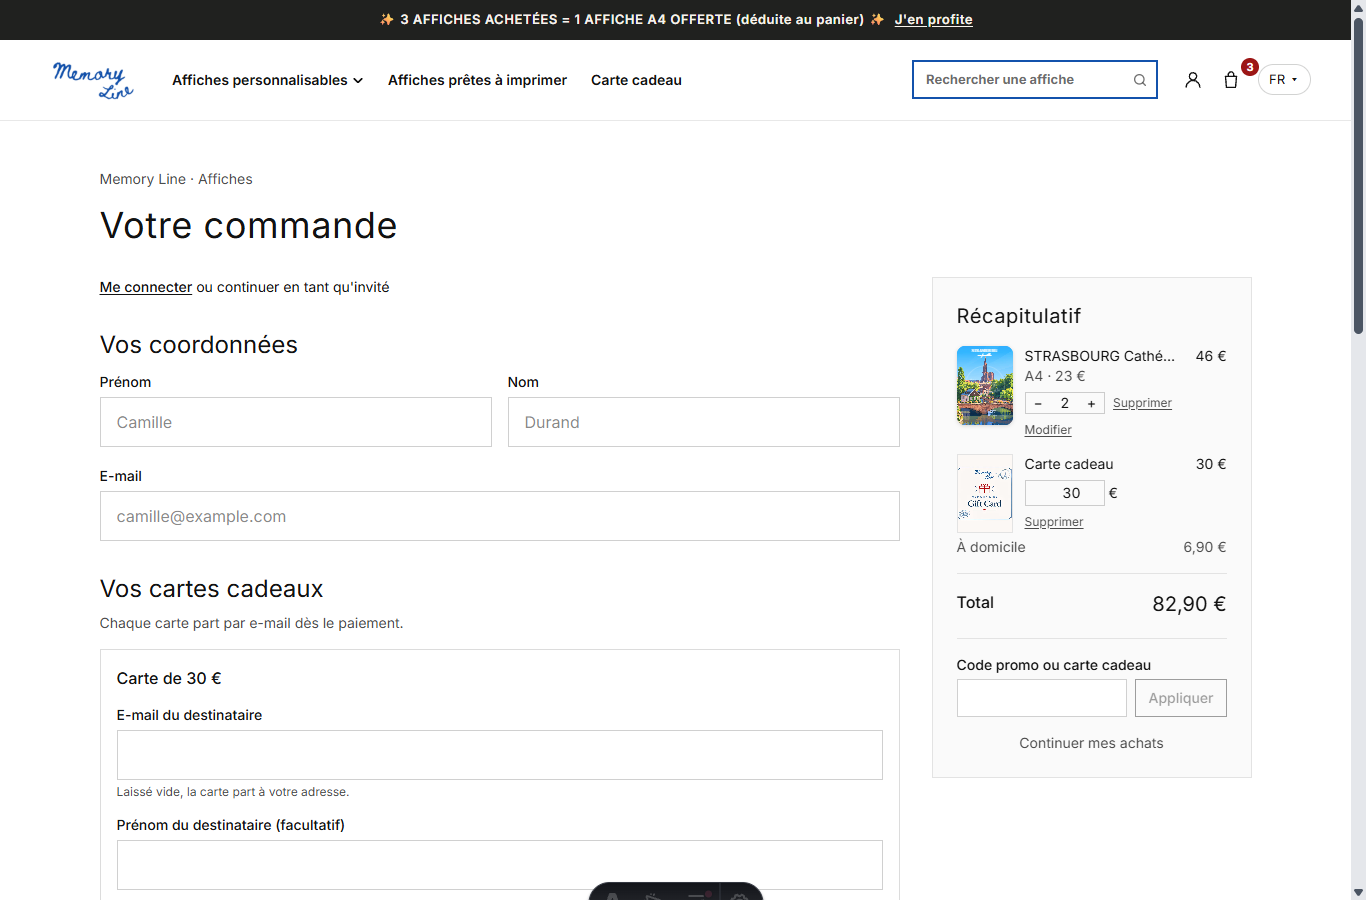 ✨ 3 AFFICHES ACHETÉES = 1 AFFICHE A4 OFFERTE (déduite au panier) ✨ J'en profite
Memory Line
Affiches personnalisables
Affiches prêtes à imprimer
Carte cadeau
Rechercher une affiche
3
FR
Memory Line · Affiches
Votre commande
Me connecter ou continuer en tant qu'invité
Vos coordonnées
Prénom
Nom
Camille
Durand
E-mail
camille@example.com
Vos cartes cadeaux
Chaque carte part par e-mail dès le paiement.
Carte de 30 €
E-mail du destinataire
Laissé vide, la carte part à votre adresse.
Prénom du destinataire (facultatif)
Récapitulatif
STRASBOURG Cathé... 46 €
A4 · 23 €
− 2 + Supprimer
Modifier
Gift Card
Carte cadeau 30 €
30 €
Supprimer
À domicile 6,90 €
Total 82,90 €
Code promo ou carte cadeau
Appliquer
Continuer mes achats